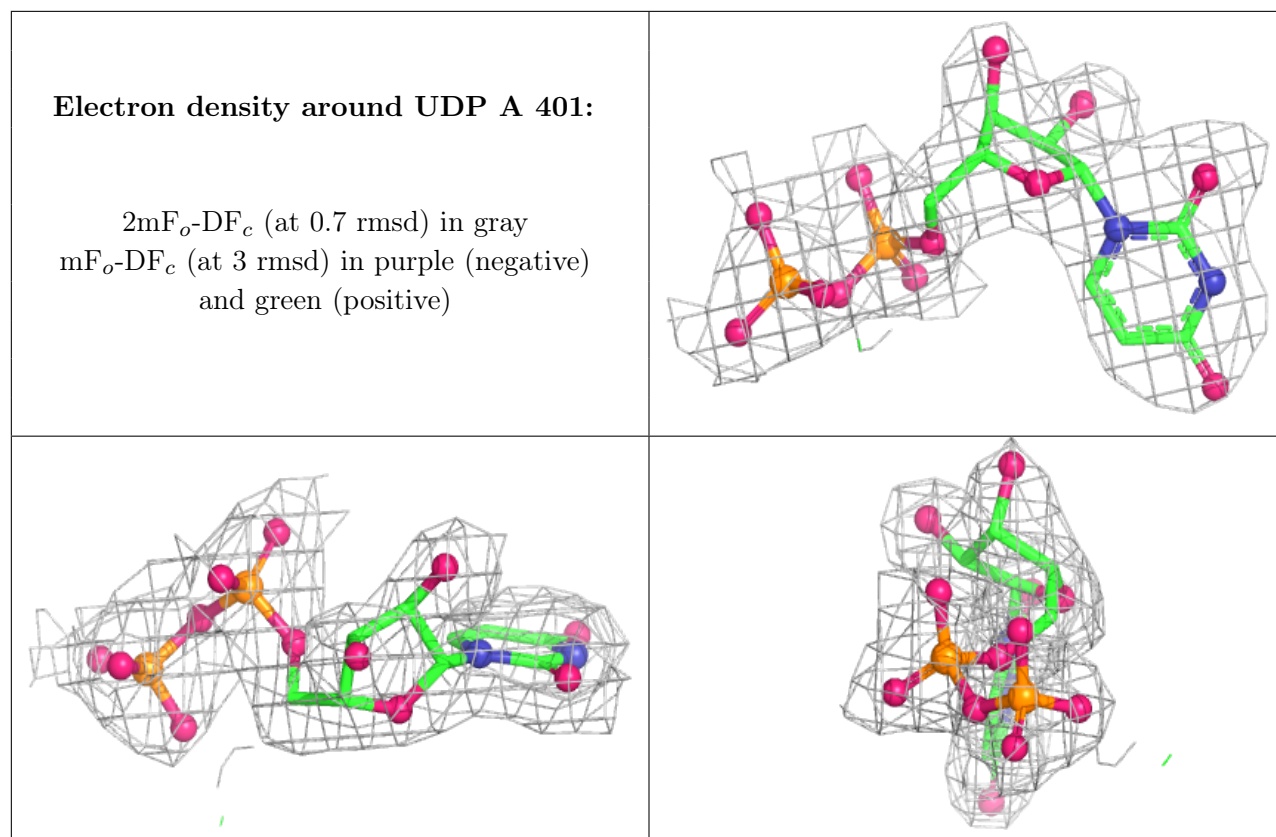 Electron density around UDP A 401:
2mFo-DFc (at 0.7 rmsd) in gray
mFo-DFc (at 3 rmsd) in purple (negative)
and green (positive)